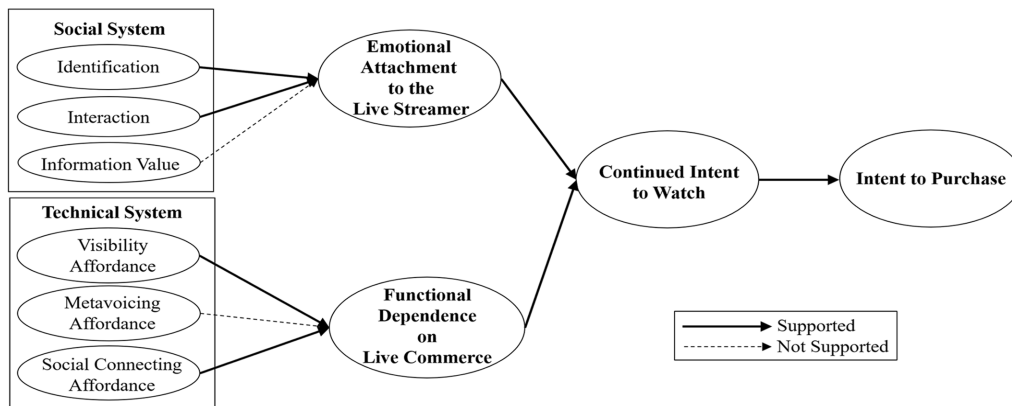 Social System
Identification
Interaction
Information Value
Technical System
Visibility
Affordance
Metavoicing
Affordance
Social Connecting
Affordance
Emotional
Attachment
to the
Live Streamer
Functional
Dependence
on
Live Commerce
Continued Intent
to Watch
Intent to Purchase
Supported
Not Supported